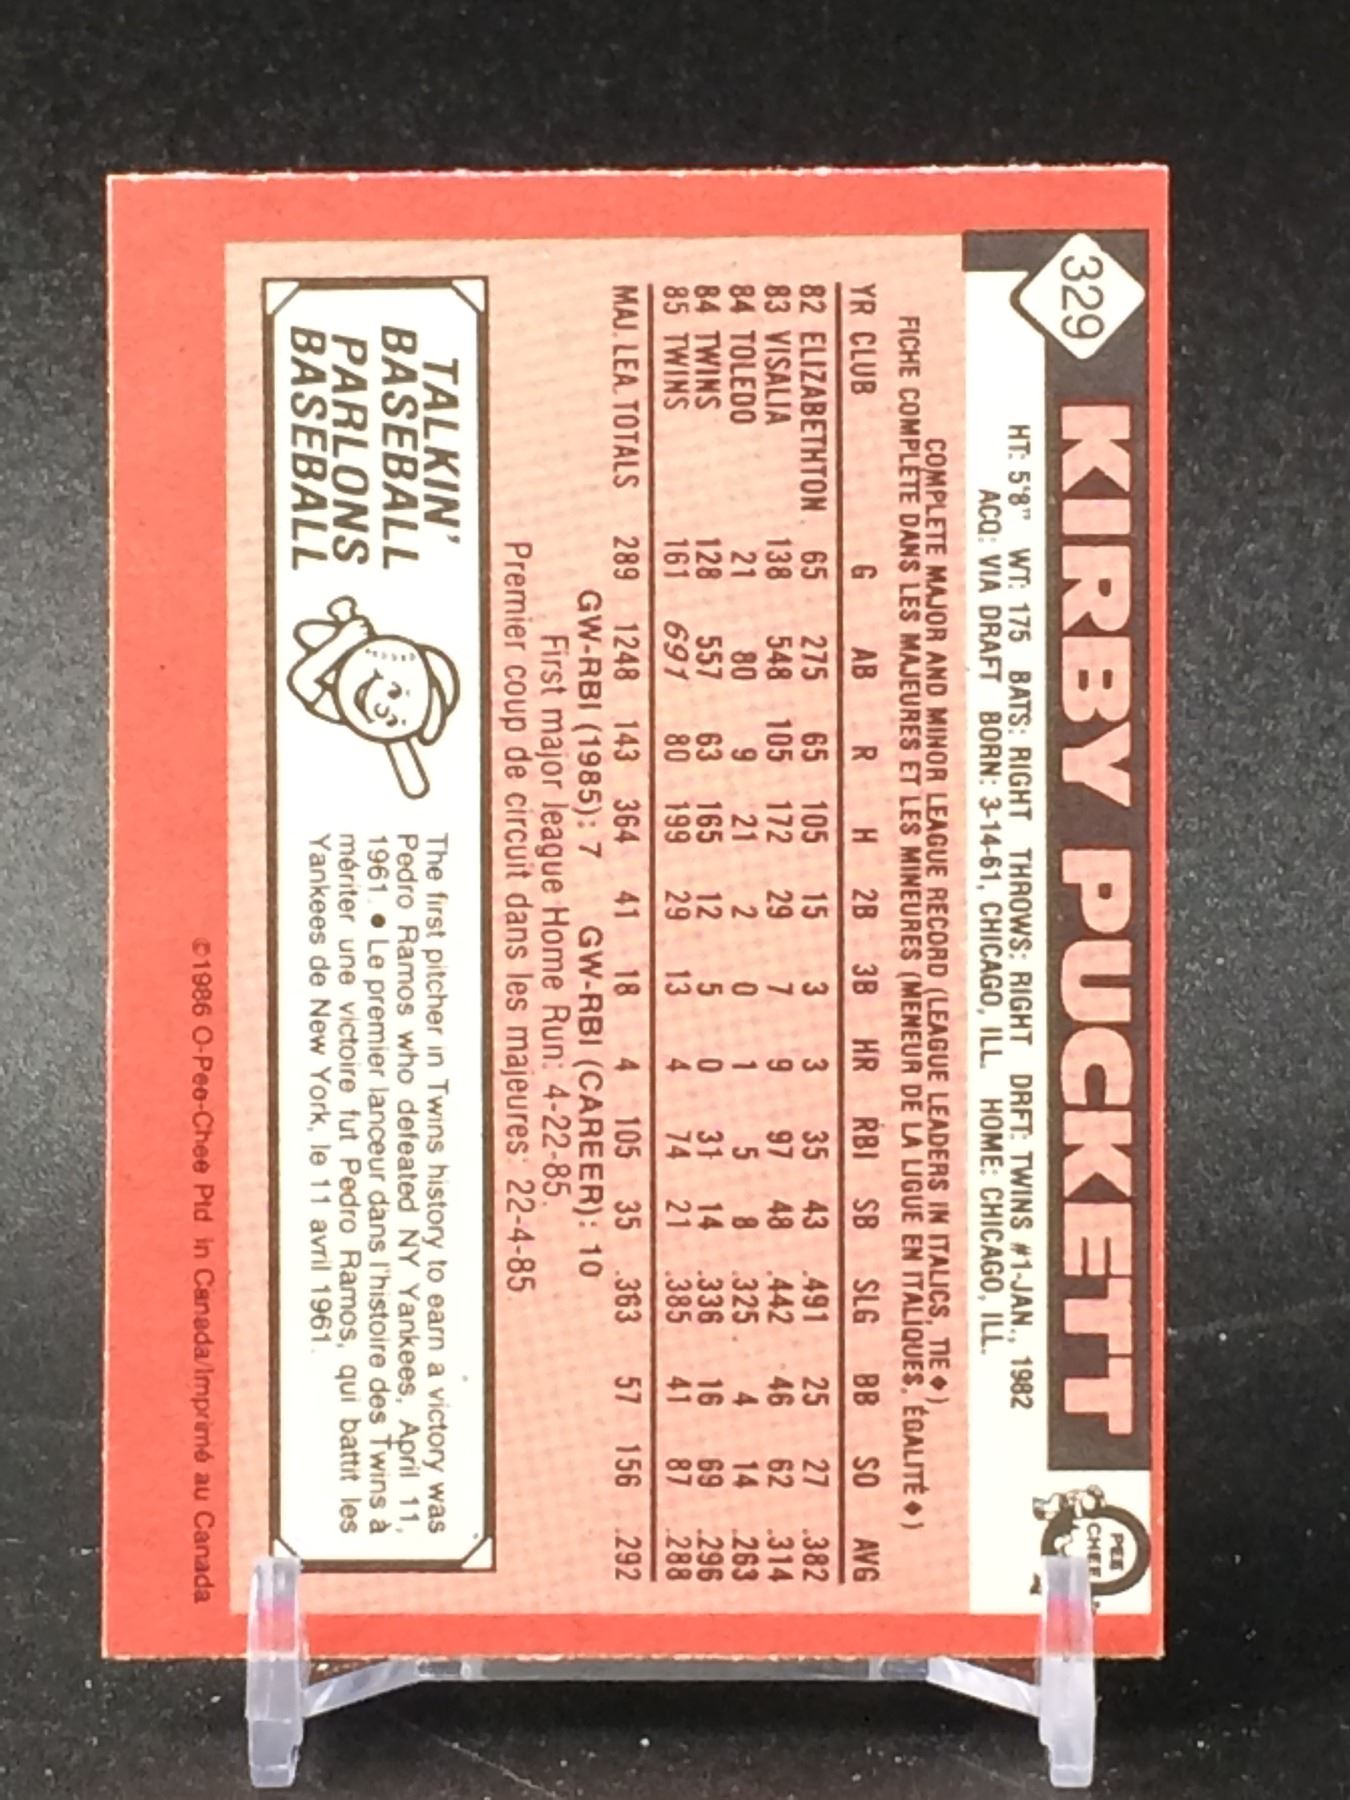 329 KIRBY PUCKETT
O PEE CHEE
HT: 5'8" WT: 175 BATS: RIGHT THROWS: RIGHT DRFT: TWINS #1-JAN., 1982
ACQ: VIA DRAFT BORN: 3-14-61, CHICAGO, ILL. HOME: CHICAGO, ILL.
COMPLETE MAJOR AND MINOR LEAGUE RECORD (LEAGUE LEADERS IN ITALICS, TIE ♦)
FICHE COMPLÈTE DANS LES MAJEURES ET LES MINEURES (MENEUR DE LA LIGUE EN ITALIQUES, ÉGALITÉ ♦)
YR CLUB G AB R H 2B 3B HR RBI SB SLG BB SO AVG
82 ELIZABETHTON 65 275 65 105 15 3 3 35 43 .491 25 27 .382
83 VISALIA 138 548 105 172 29 7 9 97 48 .442 46 62 .314
84 TOLEDO 21 80 9 21 2 0 1 5 8 .325 4 14 .263
84 TWINS 128 557 63 165 12 5 0 31 14 .336 16 69 .296
85 TWINS 161 691 80 199 29 13 4 74 21 .385 41 87 .288
MAJ. LEA. TOTALS 289 1248 143 364 41 18 4 105 35 .363 57 156 .292
GW-RBI (1985): 7 GW-RBI (CAREER): 10
First major league Home Run: 4-22-85.
Premier coup de circuit dans les majeures: 22-4-85.
TALKIN'
BASEBALL
PARLONS
BASEBALL
The first pitcher in Twins history to earn a victory was
Pedro Ramos who defeated NY Yankees, April 11,
1961. ● Le premier lanceur dans l'histoire des Twins à
mériter une victoire fut Pedro Ramos, qui battit les
Yankees de New York, le 11 avril 1961.
©1986 O-Pee-Chee Ptd in Canada/Imprimé au Canada